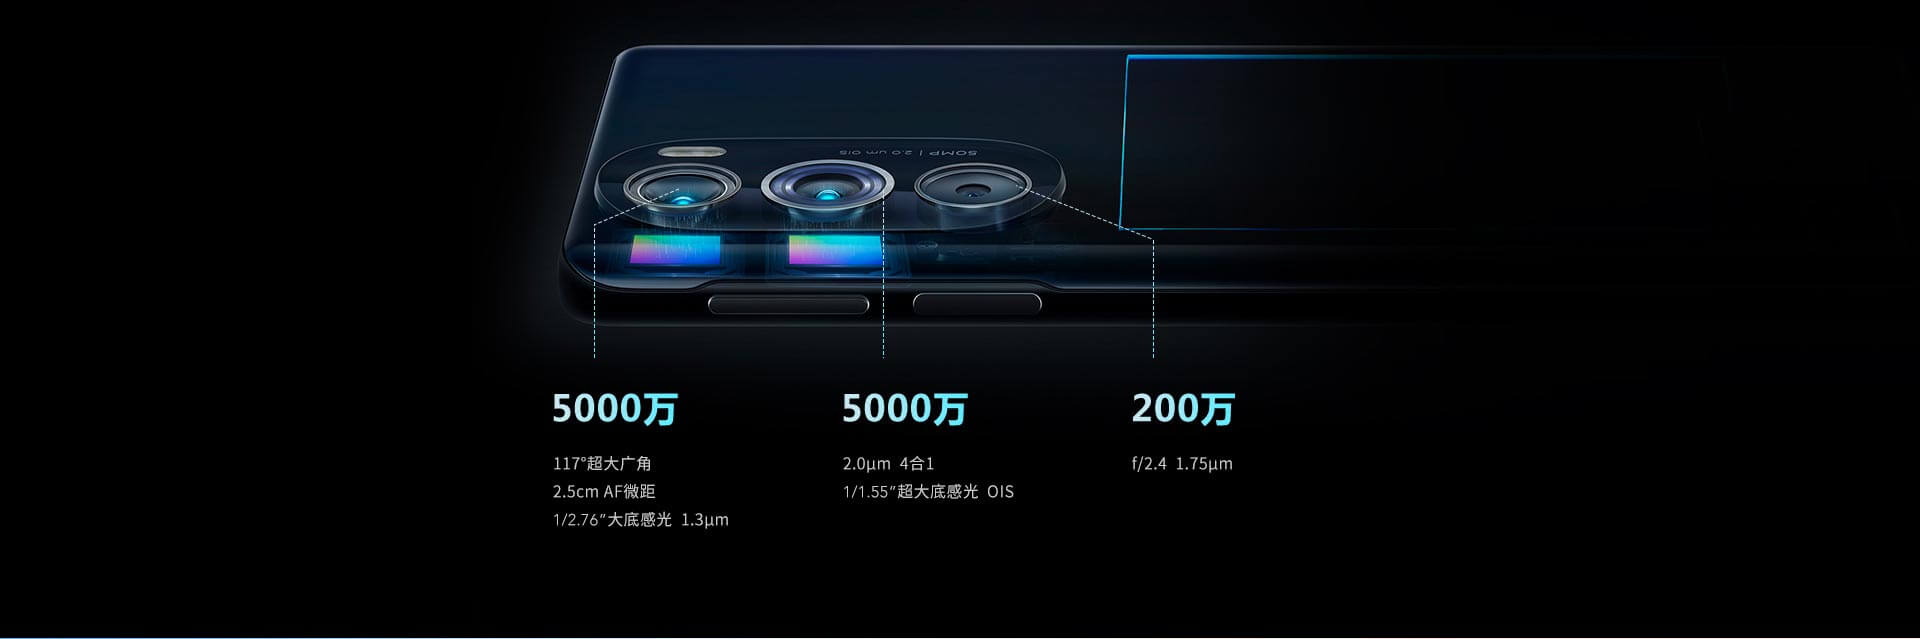 50MP | 2.0 µm OIS
5000万
117°超大广角
2.5cm AF微距
1/2.76″大底感光 1.3µm
5000万
2.0µm 4合1
1/1.55″超大底感光 OIS
200万
f/2.4 1.75µm